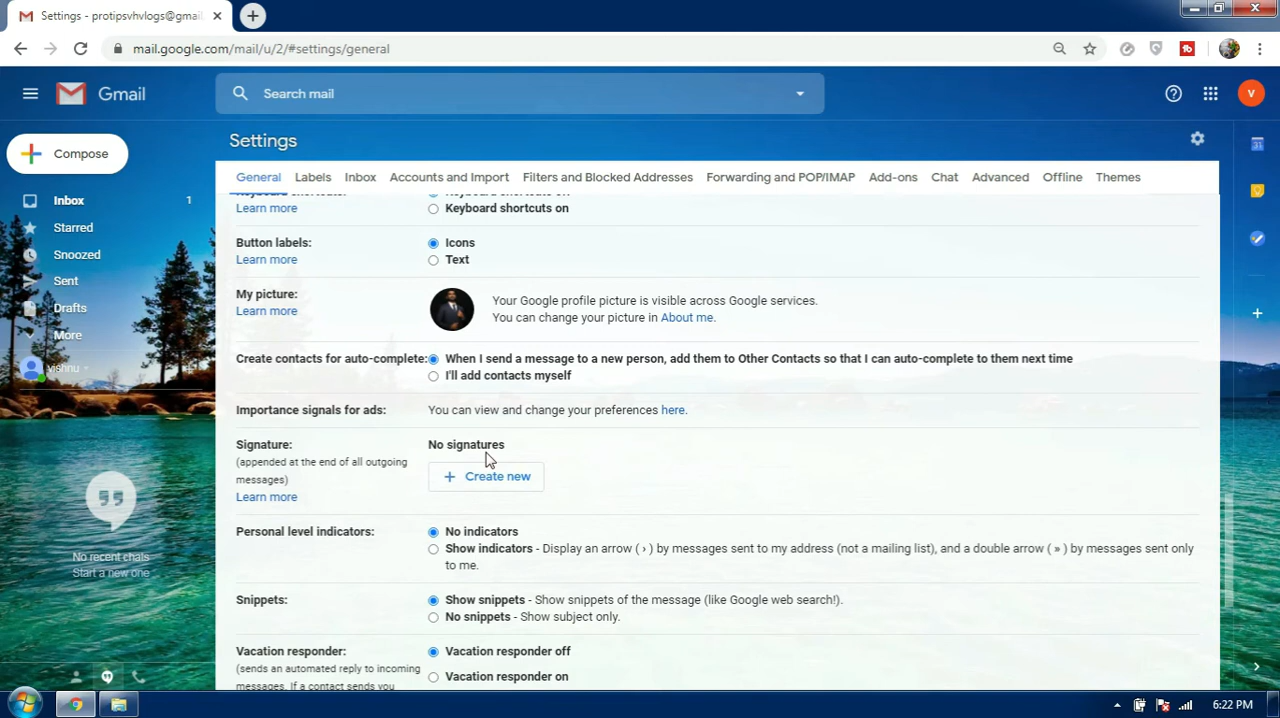 Settings - protipsvhvlogs@gmai
mail.google.com/mail/u/2/#settings/general
Gmail
Search mail
V
Compose
Settings
General Labels Inbox Accounts and Import Filters and Blocked Addresses Forwarding and POP/IMAP Add-ons Chat Advanced Offline Themes
Inbox 1
Starred
Snoozed
Sent
Drafts
More
vishnu
No recent chats
Start a new one
Learn more
Keyboard shortcuts on
Button labels: Icons
Learn more Text
My picture: Your Google profile picture is visible across Google services.
Learn more You can change your picture in About me.
Create contacts for auto-complete: When I send a message to a new person, add them to Other Contacts so that I can auto-complete to them next time
I'll add contacts myself
Importance signals for ads: You can view and change your preferences here.
Signature: No signatures
(appended at the end of all outgoing
messages)
+ Create new
Learn more
Personal level indicators: No indicators
Show indicators - Display an arrow ( › ) by messages sent to my address (not a mailing list), and a double arrow ( » ) by messages sent only
to me.
Snippets: Show snippets - Show snippets of the message (like Google web search!).
No snippets - Show subject only.
Vacation responder: Vacation responder off
(sends an automated reply to incoming
Vacation responder on
messages. If a contact sends you
6:22 PM